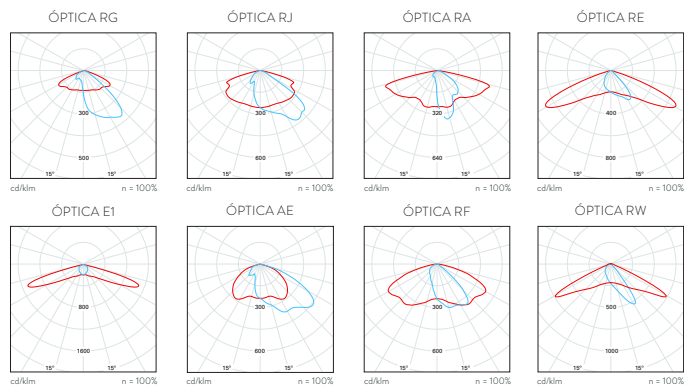 ÓPTICA RG
ÓPTICA RJ
ÓPTICA RA
ÓPTICA RE
300
500
15° 15°
cd/klm n = 100%
300
600
15° 15°
cd/klm n = 100%
320
640
15° 15°
cd/klm n = 100%
400
800
15° 15°
cd/klm n = 100%
ÓPTICA E1
ÓPTICA AE
ÓPTICA RF
ÓPTICA RW
800
1600
15° 15°
cd/klm n = 100%
300
600
15° 15°
cd/klm n = 100%
300
600
15° 15°
cd/klm n = 100%
500
1000
15° 15°
cd/klm n = 100%